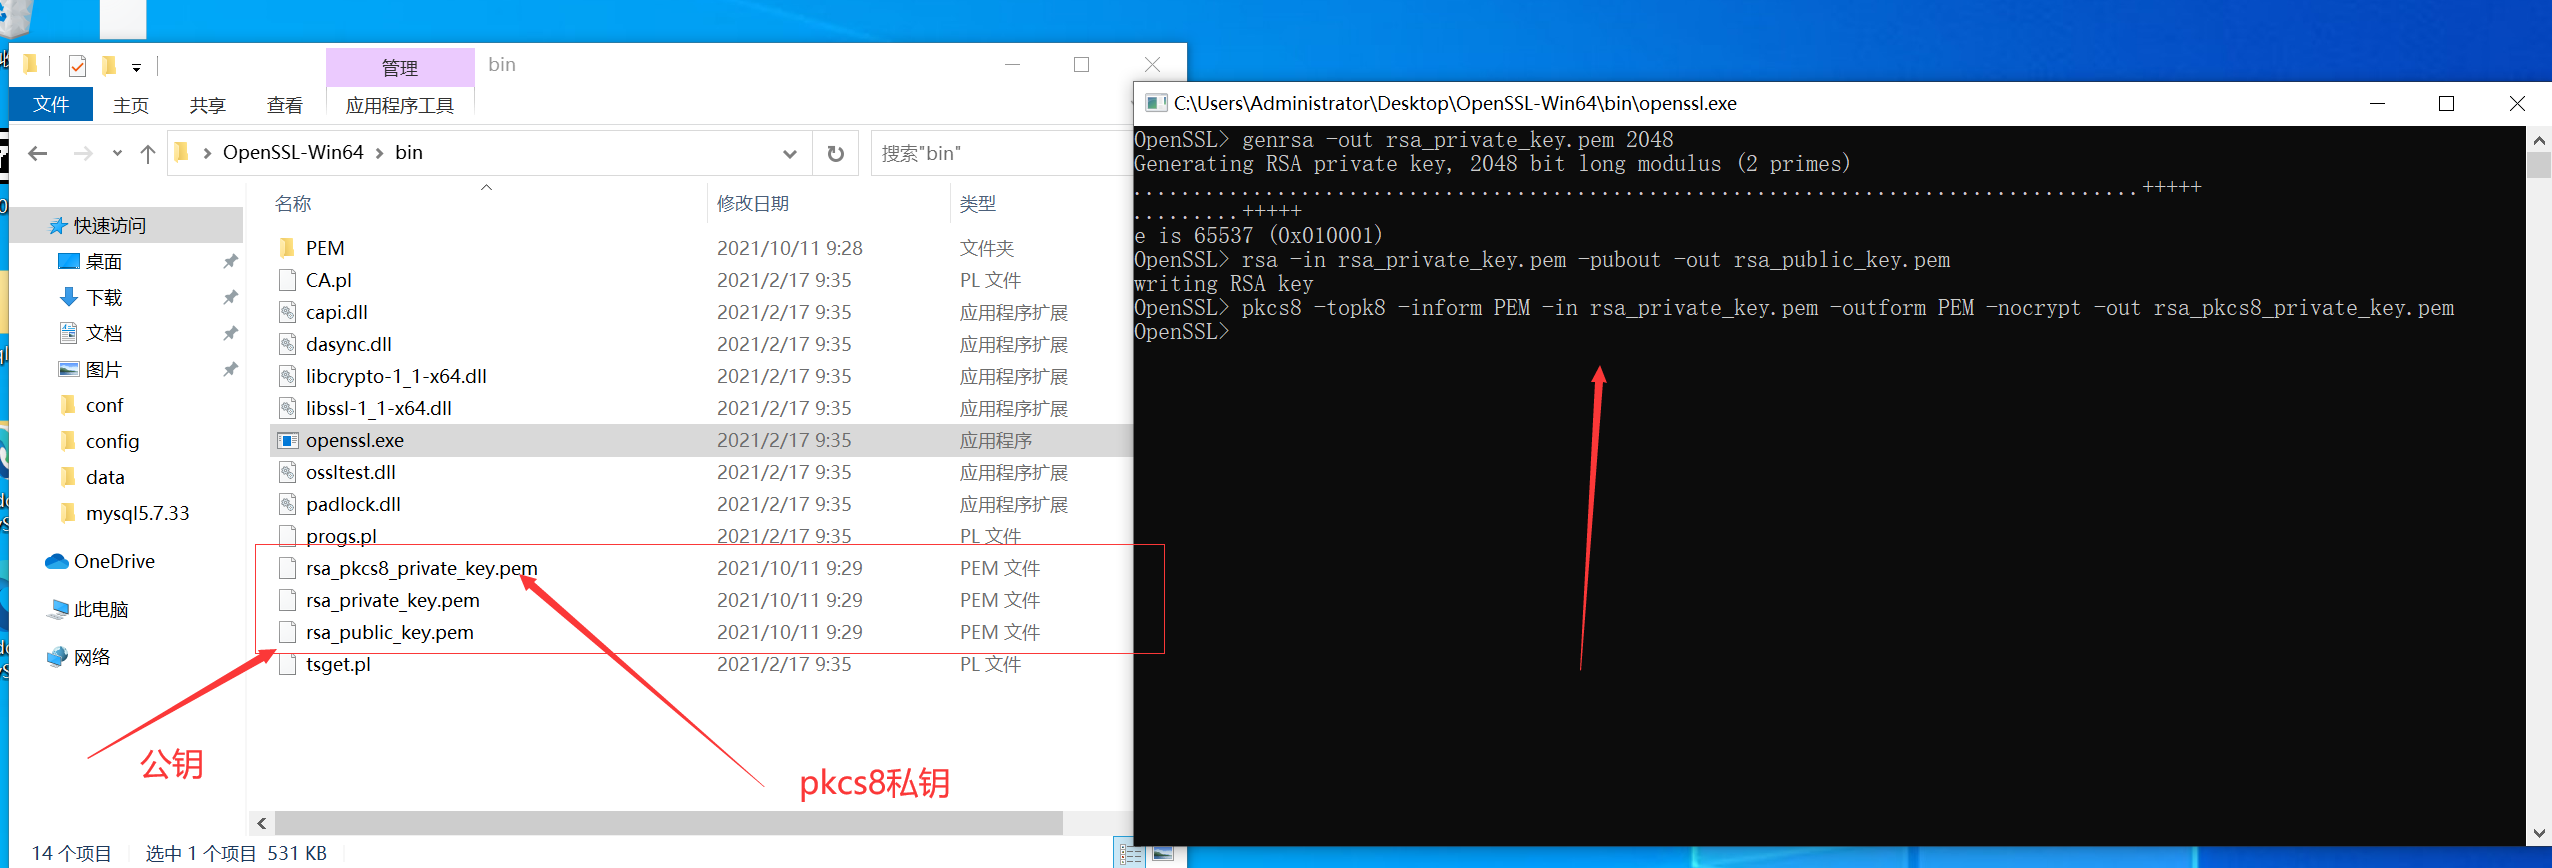 管理
bin
文件
主页
共享
查看
应用程序工具
OpenSSL-Win64
bin
搜索"bin"
名称
修改日期
类型
快速访问
桌面
下载
文档
图片
conf
config
data
mysql5.7.33
OneDrive
此电脑
网络
PEM 2021/10/11 9:28 文件夹
CA.pl 2021/2/17 9:35 PL 文件
capi.dll 2021/2/17 9:35 应用程序扩展
dasync.dll 2021/2/17 9:35 应用程序扩展
libcrypto-1_1-x64.dll 2021/2/17 9:35 应用程序扩展
libssl-1_1-x64.dll 2021/2/17 9:35 应用程序扩展
openssl.exe 2021/2/17 9:35 应用程序
ossltest.dll 2021/2/17 9:35 应用程序扩展
padlock.dll 2021/2/17 9:35 应用程序扩展
progs.pl 2021/2/17 9:35 PL 文件
rsa_pkcs8_private_key.pem 2021/10/11 9:29 PEM 文件
rsa_private_key.pem 2021/10/11 9:29 PEM 文件
rsa_public_key.pem 2021/10/11 9:29 PEM 文件
tsget.pl 2021/2/17 9:35 PL 文件
公钥
pkcs8私钥
14 个项目
选中 1 个项目 531 KB
C:\Users\Administrator\Desktop\OpenSSL-Win64\bin\openssl.exe
OpenSSL> genrsa -out rsa_private_key.pem 2048
Generating RSA private key, 2048 bit long modulus (2 primes)
....................................................................................+++++
.........+++++
e is 65537 (0x010001)
OpenSSL> rsa -in rsa_private_key.pem -pubout -out rsa_public_key.pem
writing RSA key
OpenSSL> pkcs8 -topk8 -inform PEM -in rsa_private_key.pem -outform PEM -nocrypt -out rsa_pkcs8_private_key.pem
OpenSSL>